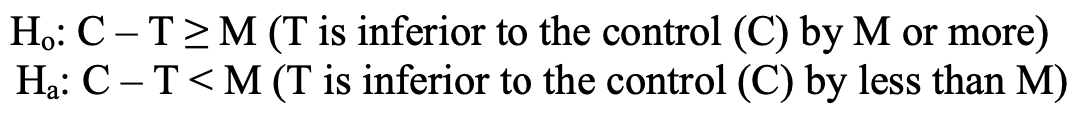 Hₒ: C – T ≥ M (T is inferior to the control (C) by M or more)
Hₐ: C – T < M (T is inferior to the control (C) by less than M)